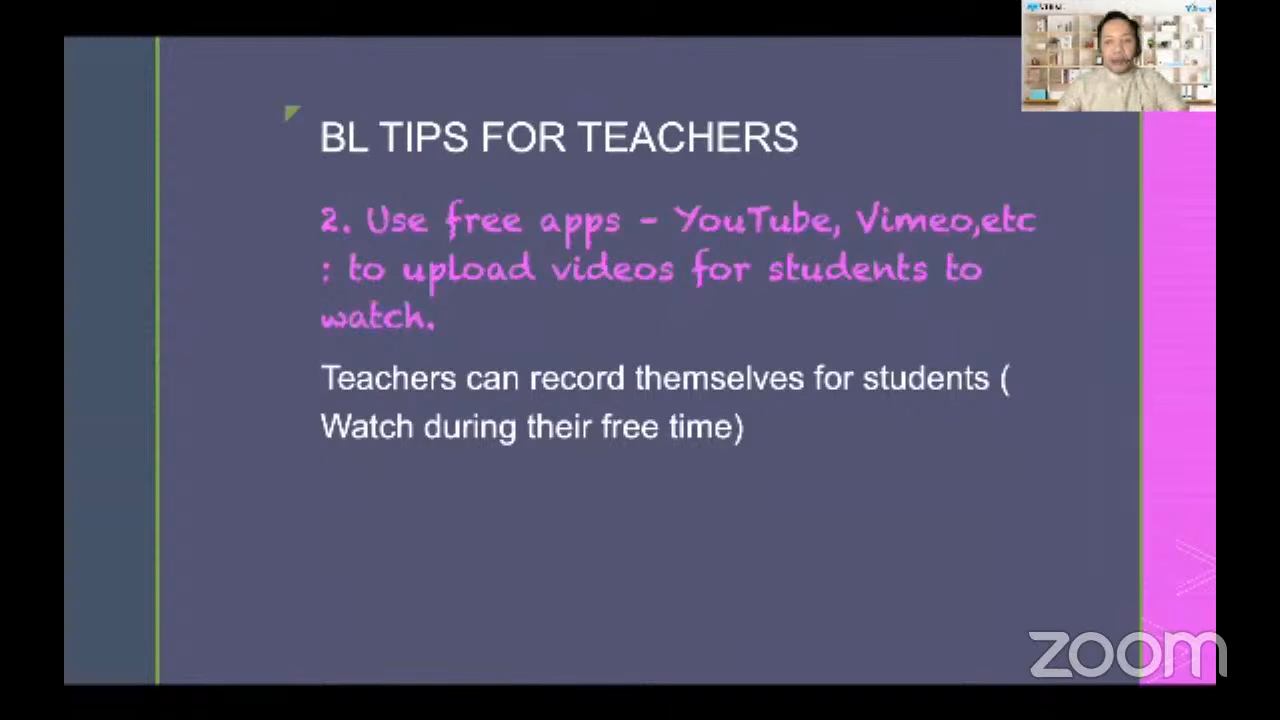 BL TIPS FOR TEACHERS
2. Use free apps - YouTube, Vimeo,etc
: to upload videos for students to
watch.
Teachers can record themselves for students (
Watch during their free time)
zoom